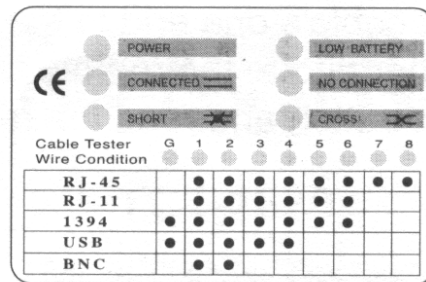 POWER LOW BATTERY
CE CONNECTED NO CONNECTION
SHORT CROSS
Cable Tester G 1 2 3 4 5 6 7 8
Wire Condition
RJ-45
RJ-11
1394
USB
BNC